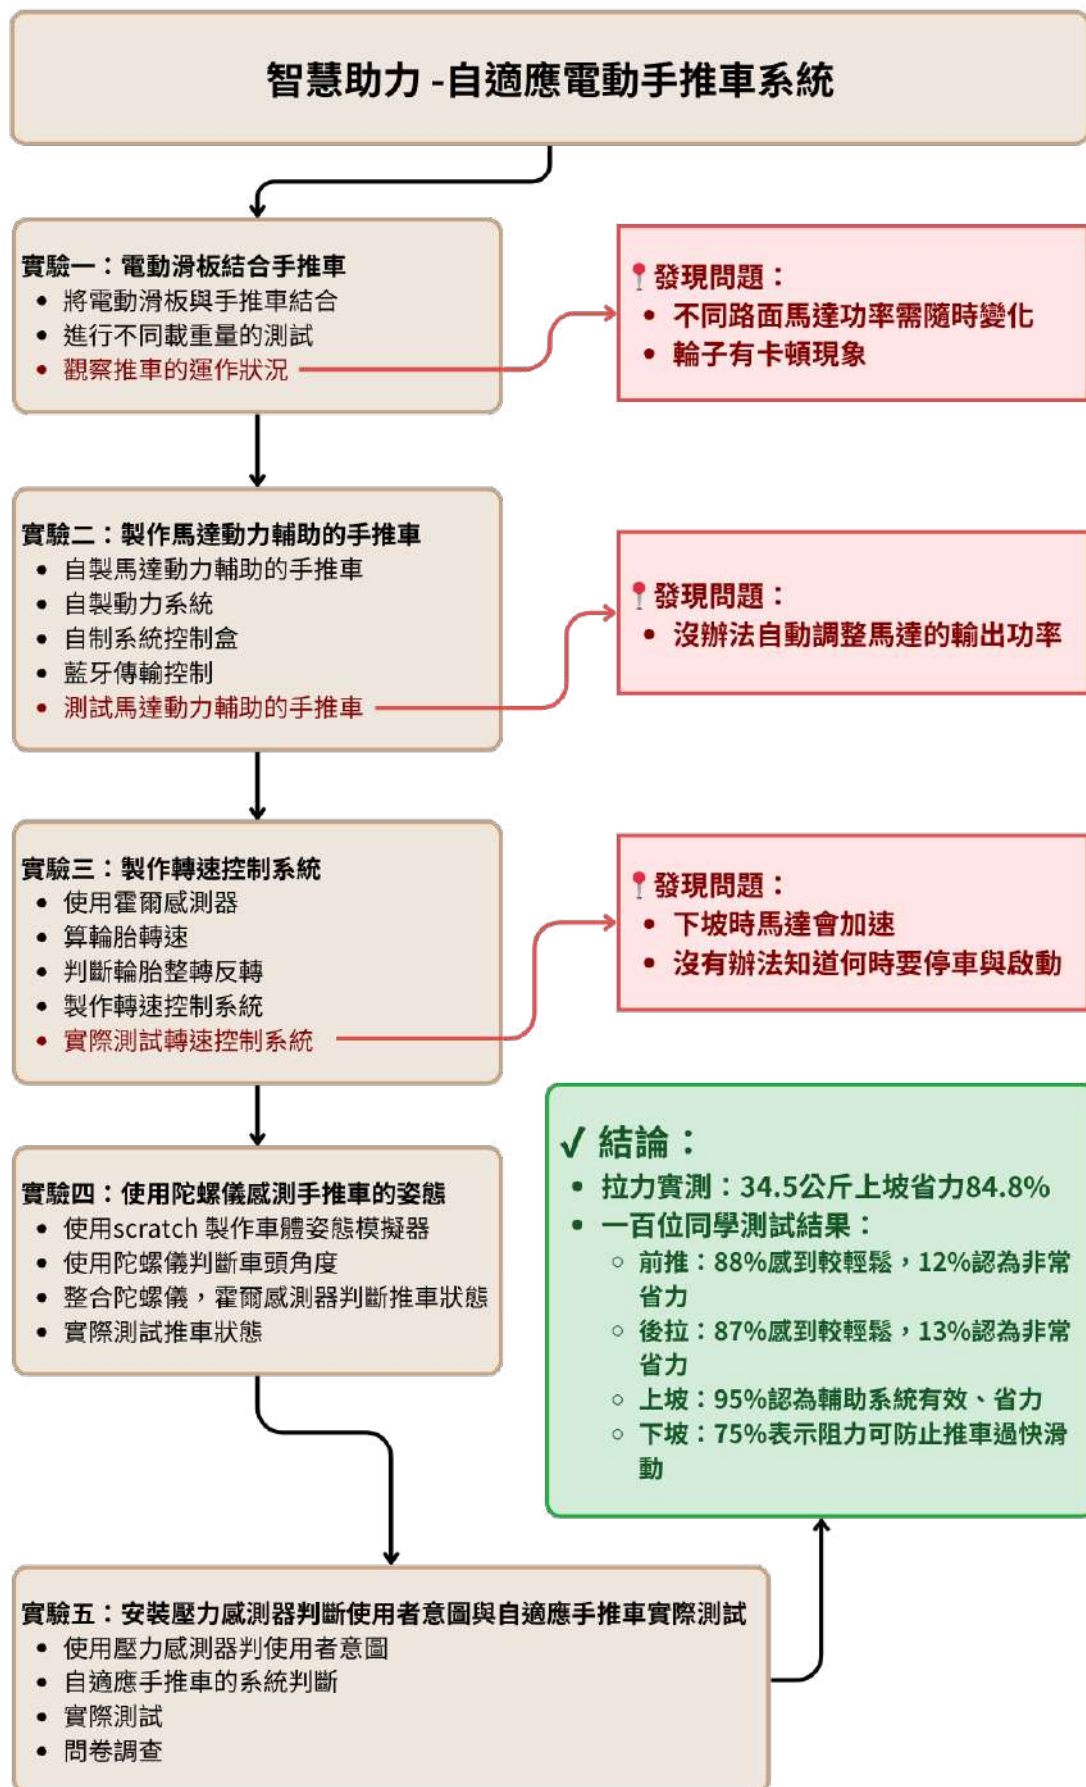 智慧助力 -自適應電動手推車系統
實驗一：電動滑板結合手推車
• 將電動滑板與手推車結合
• 進行不同載重量的測試
• 觀察推車的運作狀況
📍發現問題：
• 不同路面馬達功率需隨時變化
• 輪子有卡頓現象
實驗二：製作馬達動力輔助的手推車
• 自製馬達動力輔助的手推車
• 自製動力系統
• 自制系統控制盒
• 藍牙傳輸控制
• 測試馬達動力輔助的手推車
📍發現問題：
• 沒辦法自動調整馬達的輸出功率
實驗三：製作轉速控制系統
• 使用霍爾感測器
• 算輪胎轉速
• 判斷輪胎整轉反轉
• 製作轉速控制系統
• 實際測試轉速控制系統
📍發現問題：
• 下坡時馬達會加速
• 沒有辦法知道何時要停車與啟動
實驗四：使用陀螺儀感測手推車的姿態
• 使用scratch 製作車體姿態模擬器
• 使用陀螺儀判斷車頭角度
• 整合陀螺儀，霍爾感測器判斷推車狀態
• 實際測試推車狀態
實驗五：安裝壓力感測器判斷使用者意圖與自適應手推車實際測試
• 使用壓力感測器判使用者意圖
• 自適應手推車的系統判斷
• 實際測試
• 問卷調查
✓ 結論：
• 拉力實測：34.5公斤上坡省力84.8%
• 一百位同學測試結果：
○ 前推：88%感到較輕鬆，12%認為非常
省力
○ 後拉：87%感到較輕鬆，13%認為非常
省力
○ 上坡：95%認為輔助系統有效、省力
○ 下坡：75%表示阻力可防止推車過快滑
動